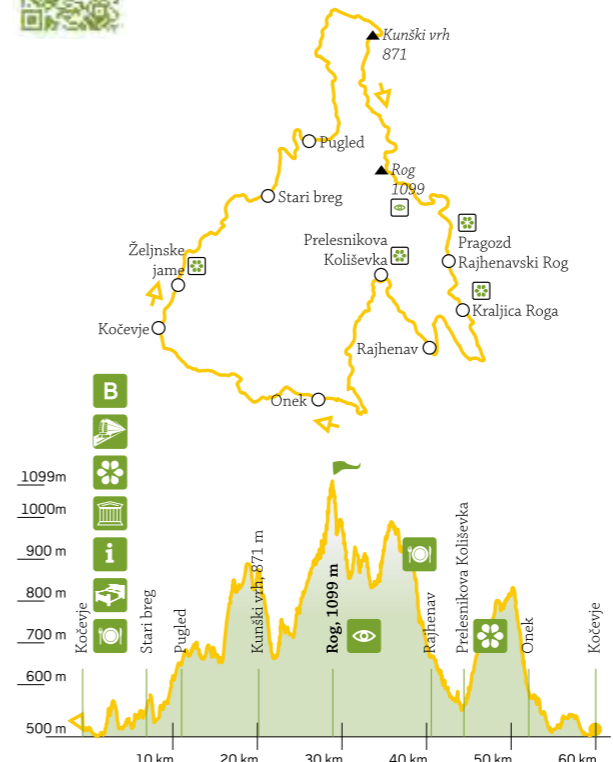 Kunški vrh
871
Pugled
Rog
1099
Stari breg
Prelesnikova
Koliševka
Pragozd
Rajhenavski Rog
Željnske
jame
Kraljica Roga
Kočevje
Rajhenav
Onek
B
i
1099m
1000m
900 m
800 m
700 m
600 m
500 m
Kočevje
Stari breg
Pugled
Kunški vrh, 871 m
Rog, 1099 m
Rajhenav
Prelesnikova Koliševka
Onek
Kočevje
10 km
20 km
30 km
40 km
50 km
60 km